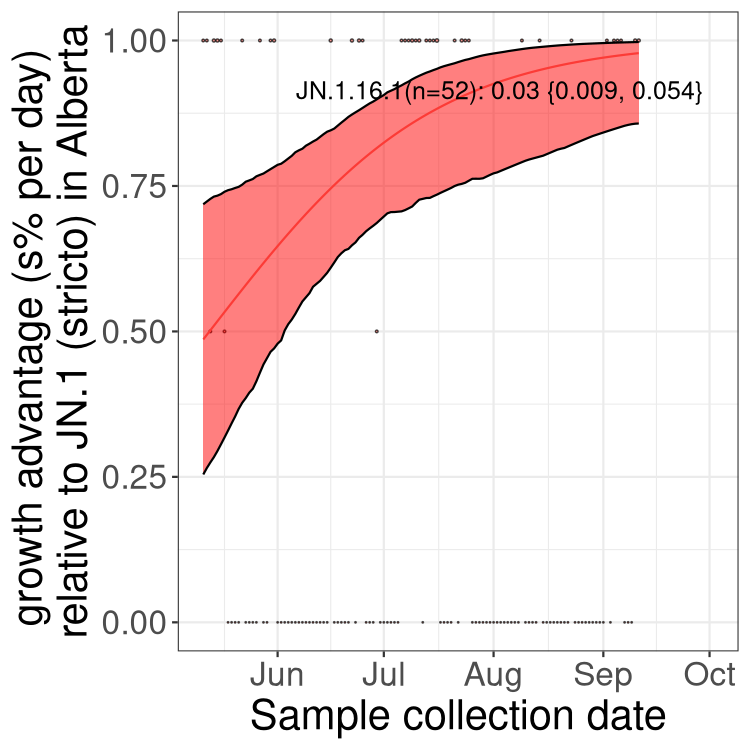 growth advantage (s% per day)
relative to JN.1 (stricto) in Alberta
1.00
0.75
0.50
0.25
0.00
JN.1.16.1(n=52): 0.03 {0.009, 0.054}
Jun Jul Aug Sep Oct
Sample collection date